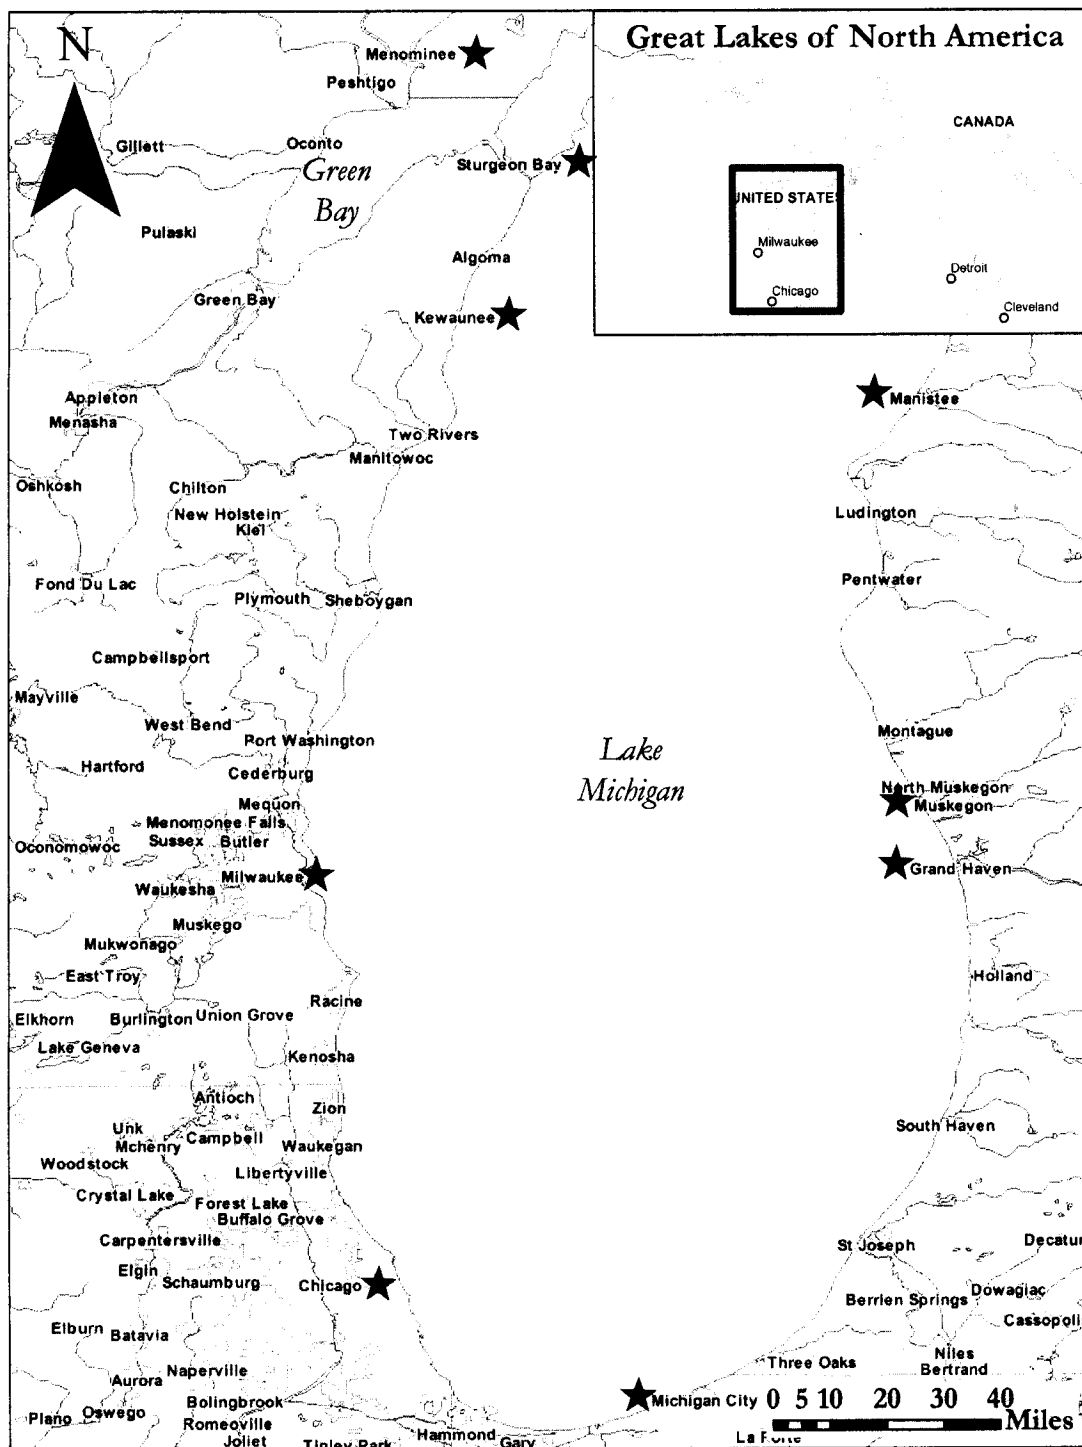 N
Great Lakes of North America
CANADA
UNITED STATES
Milwaukee
Chicago
Detroit
Cleveland
Menominee
Peshtigo
Gillett
Oconto
Green
Bay
Sturgeon Bay
Pulaski
Algoma
Green Bay
Kewaunee
Appleton
Menasha
Manistee
Two Rivers
Manitowoc
Oshkosh
Chilton
New Holstein
Kiel
Ludington
Fond Du Lac
Plymouth
Sheboygan
Pentwater
Campbellsport
Mayville
West Bend
Port Washington
Montague
Lake
Michigan
Hartford
Cederburg
Mequon
North Muskegon
Muskegon
Menomonee Falls
Oconomowoc
Sussex
Butler
Milwaukee
Waukesha
Grand Haven
Muskego
Mukwonago
East Troy
Holland
Racine
Elkhorn
Burlington
Union Grove
Lake Geneva
Kenosha
Antioch
Zion
Unk
Mchenry
Campbell
Waukegan
South Haven
Woodstock
Libertyville
Crystal Lake
Forest Lake
Buffalo Grove
Carpentersville
St Joseph
Decatur
Elgin
Schaumburg
Chicago
Berrien Springs
Dowagiac
Cassopoli
Elburn
Batavia
Niles
Bertrand
Three Oaks
Aurora
Naperville
Michigan City
0 5 10 20 30 40
Miles
Plano
Oswego
Bolingbrook
Romeoville
Joliet
Tinley Park
Hammond
Gary
La Porte